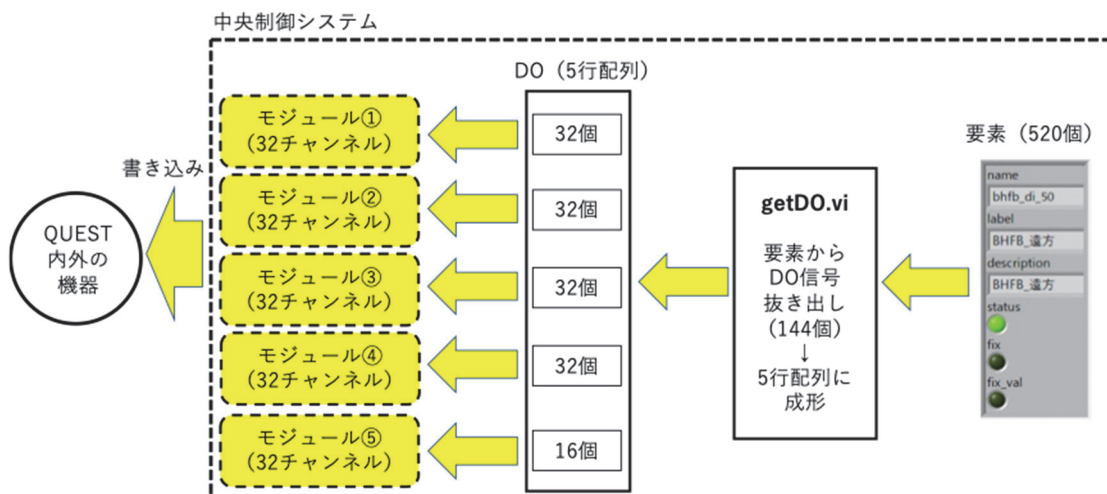 中央制御システム
DO（5行配列）
モジュール①
(32チャンネル)
32個
要素（520個）
書き込み
モジュール②
(32チャンネル)
32個
QUEST
内外の
機器
モジュール③
(32チャンネル)
32個
モジュール④
(32チャンネル)
32個
モジュール⑤
(32チャンネル)
16個
getDO.vi
要素から
DO信号
抜き出し
(144個)
↓
5行配列に
成形
name
bhfb_di_50
label
BHFB_遠方
description
BHFB_遠方
status
fix
fix_val